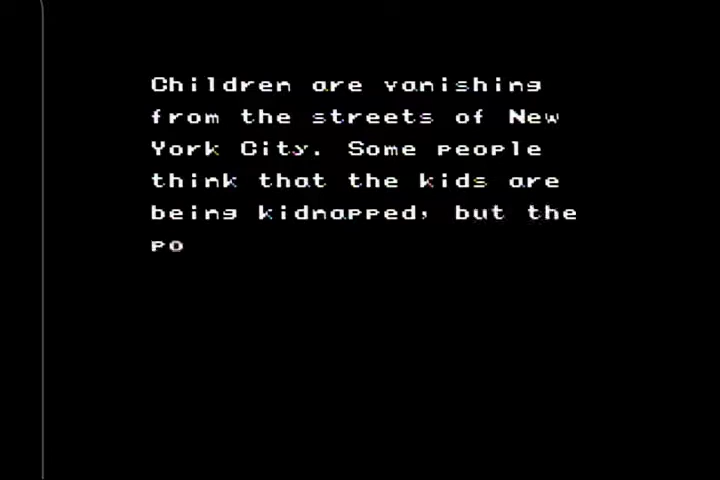 Children are vanishing
from the streets of New
York City. Some people
think that the kids are
being kidnapped, but the
po